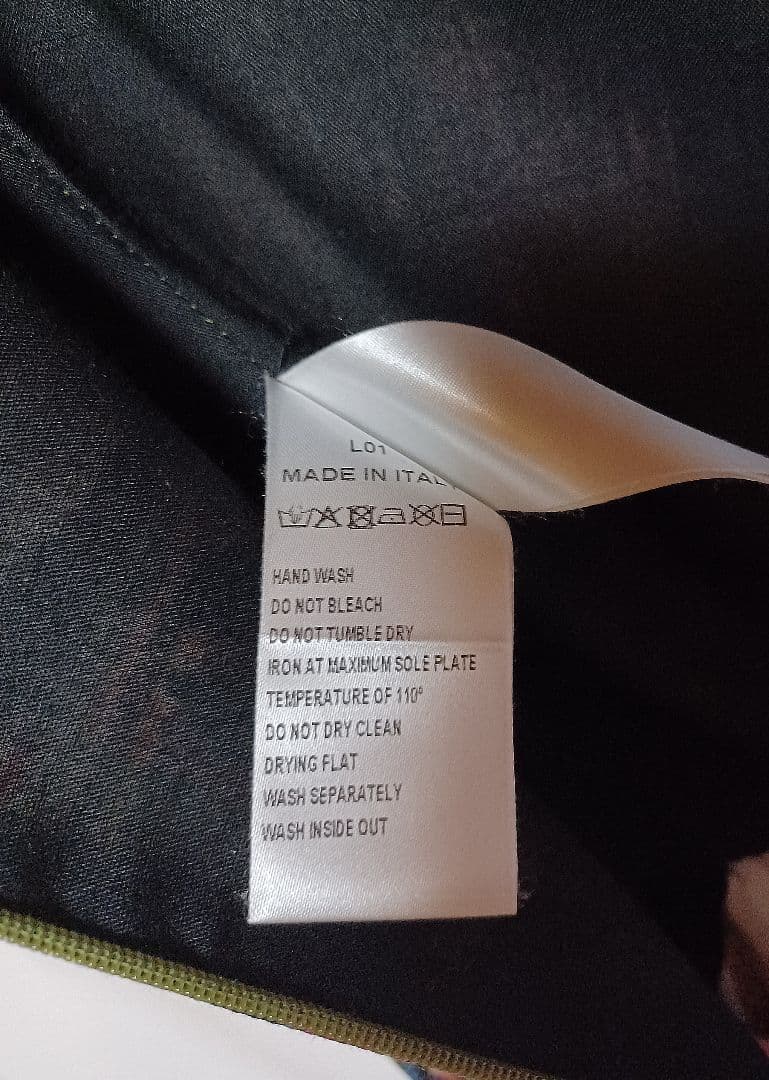 L01
MADE IN ITAL
HAND WASH
DO NOT BLEACH
DO NOT TUMBLE DRY
IRON AT MAXIMUM SOLE PLATE
TEMPERATURE OF 110°
DO NOT DRY CLEAN
DRYING FLAT
WASH SEPARATELY
WASH INSIDE OUT